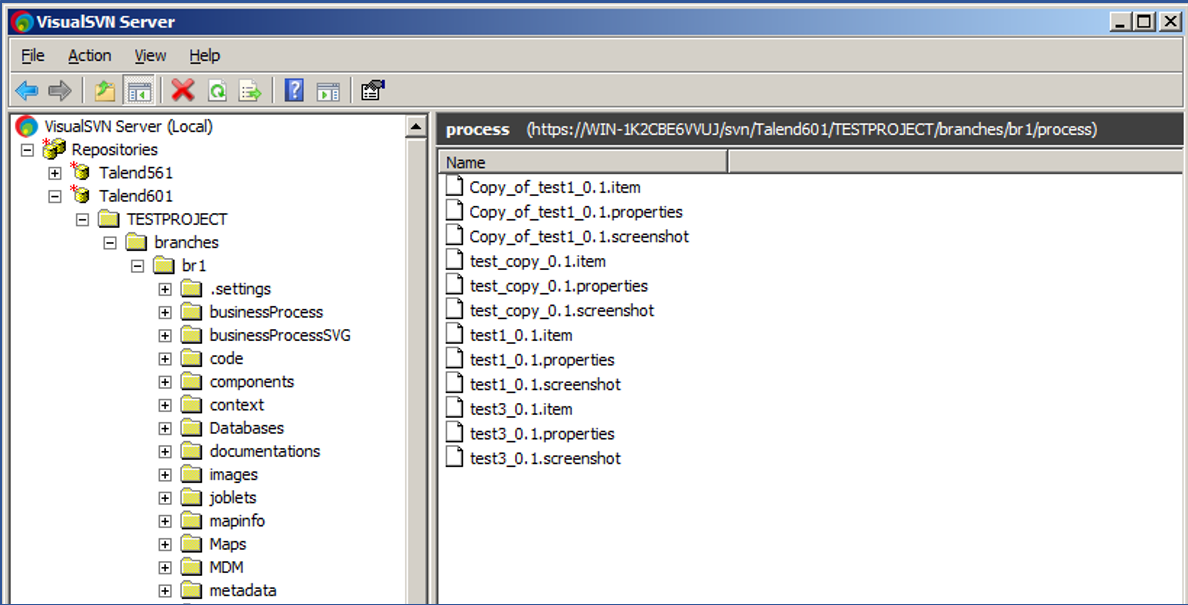 VisualSVN Server
File Action View Help
VisualSVN Server (Local)
Repositories
Talend561
Talend601
TESTPROJECT
branches
br1
.settings
businessProcess
businessProcessSVG
code
components
context
Databases
documentations
images
joblets
mapinfo
Maps
MDM
metadata
process (https://WIN-1K2CBE6VVUJ/svn/Talend601/TESTPROJECT/branches/br1/process)
Name
Copy_of_test1_0.1.item
Copy_of_test1_0.1.properties
Copy_of_test1_0.1.screenshot
test_copy_0.1.item
test_copy_0.1.properties
test_copy_0.1.screenshot
test1_0.1.item
test1_0.1.properties
test1_0.1.screenshot
test3_0.1.item
test3_0.1.properties
test3_0.1.screenshot